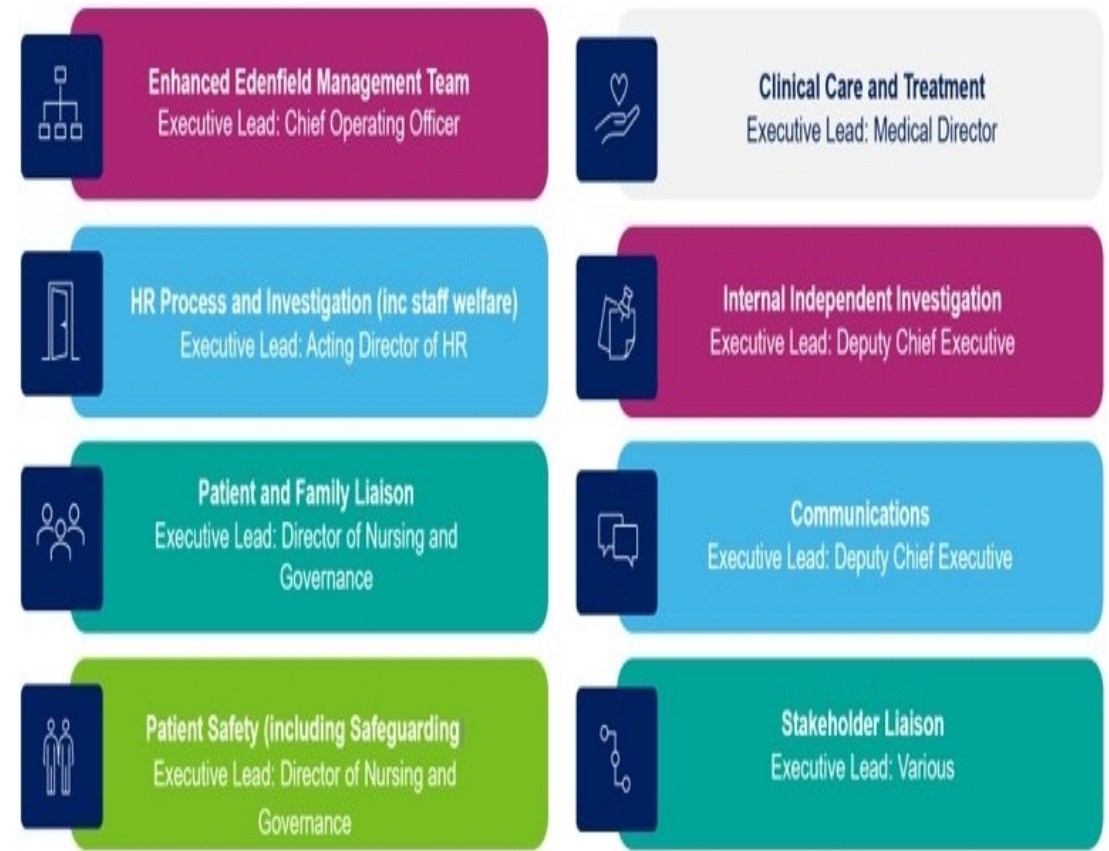 Enhanced Edenfield Management Team
Executive Lead: Chief Operating Officer
HR Process and Investigation (inc staff welfare)
Executive Lead: Acting Director of HR
Patient and Family Liaison
Executive Lead: Director of Nursing and
Governance
Patient Safety (including Safeguarding)
Executive Lead: Director of Nursing and
Governance
Clinical Care and Treatment
Executive Lead: Medical Director
Internal Independent Investigation
Executive Lead: Deputy Chief Executive
Communications
Executive Lead: Deputy Chief Executive
Stakeholder Liaison
Executive Lead: Various